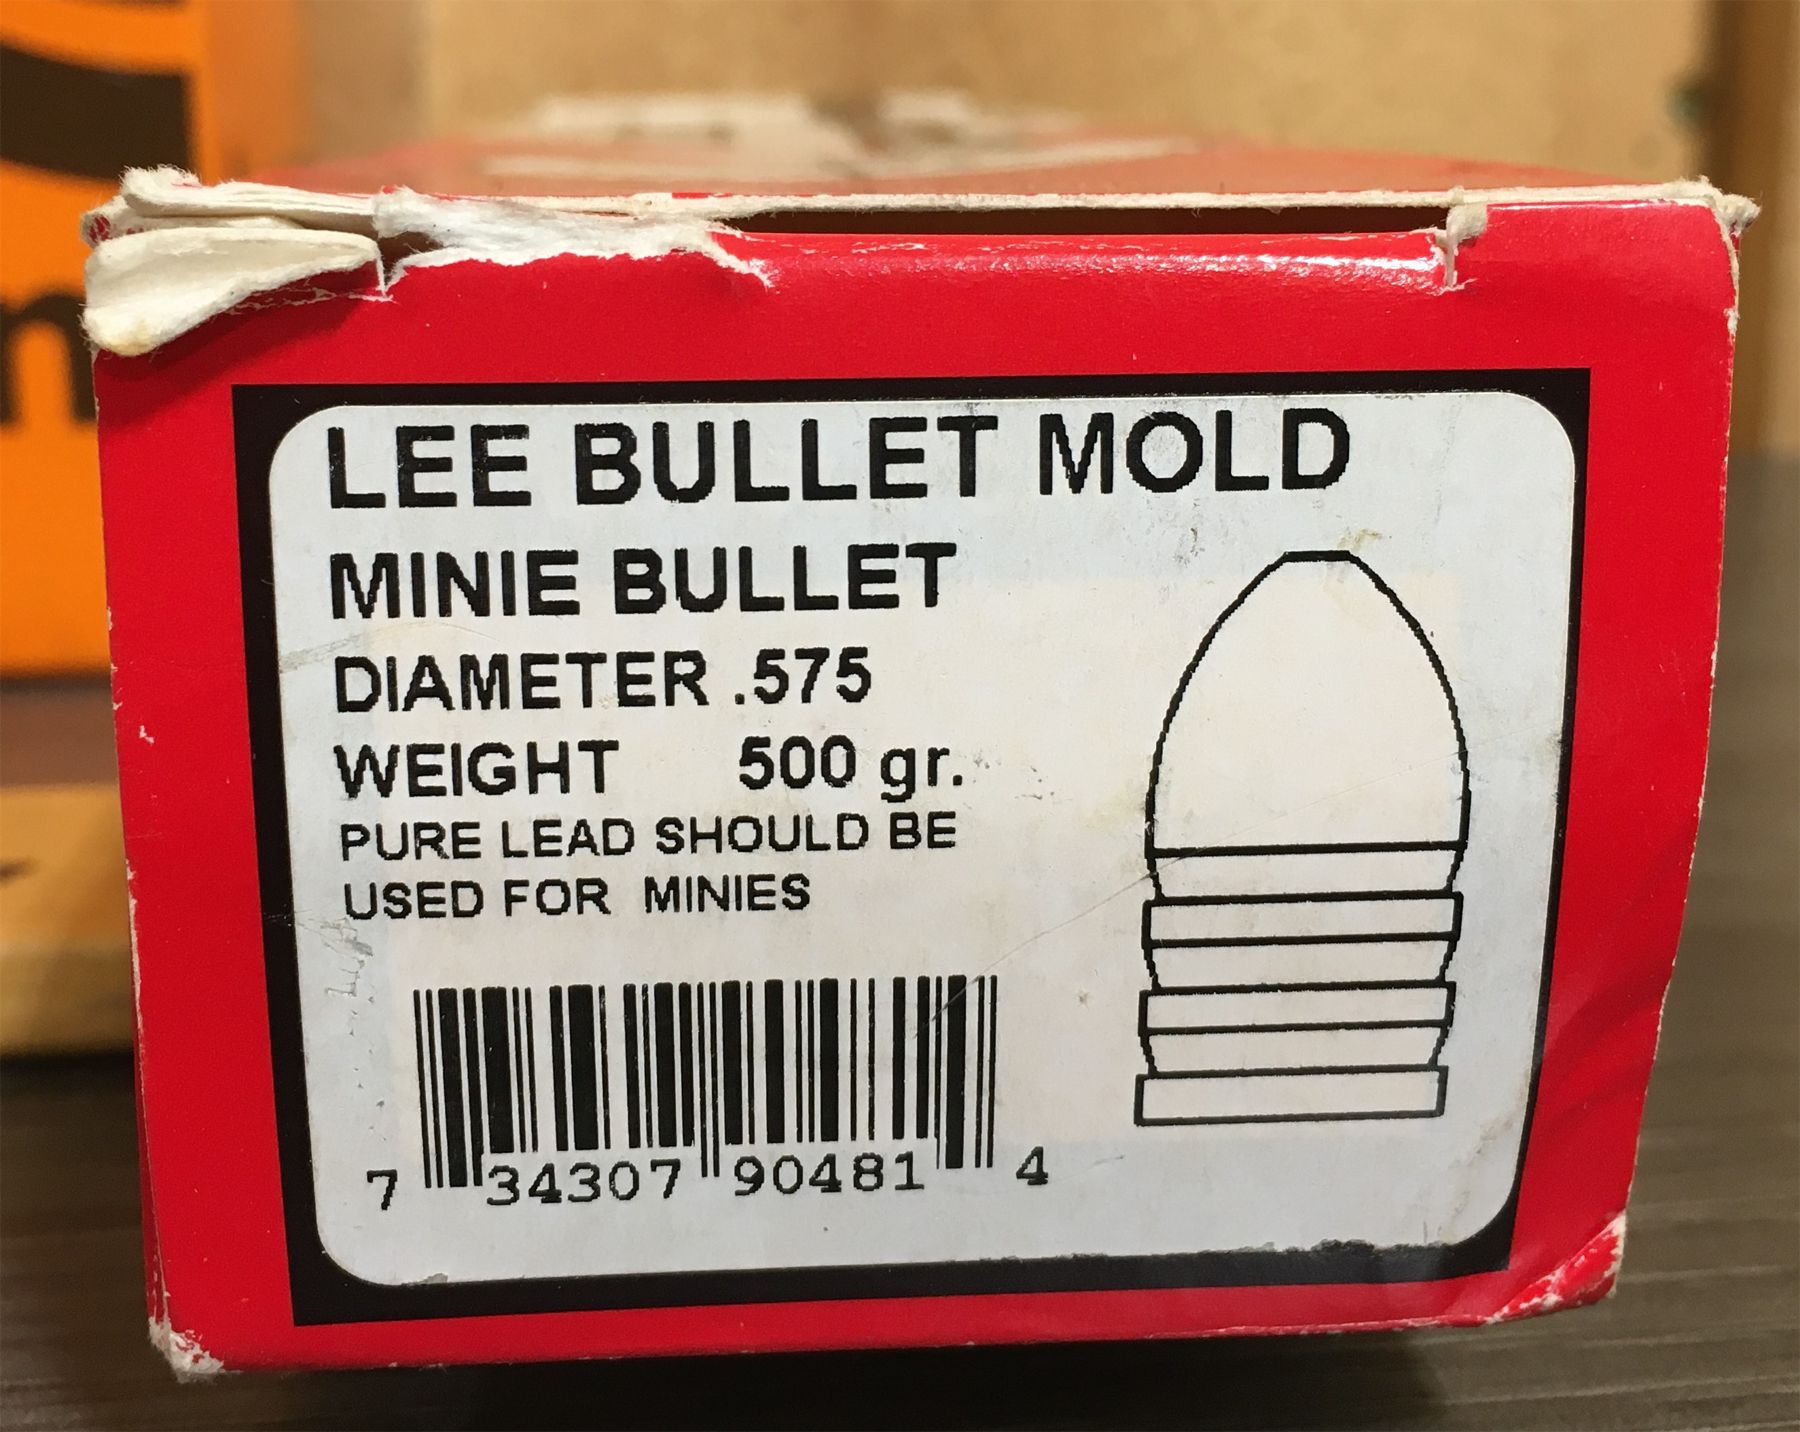 LEE BULLET MOLD
MINIE BULLET
DIAMETER .575
WEIGHT 500 gr.
PURE LEAD SHOULD BE
USED FOR MINIES
7 34307 90481 4